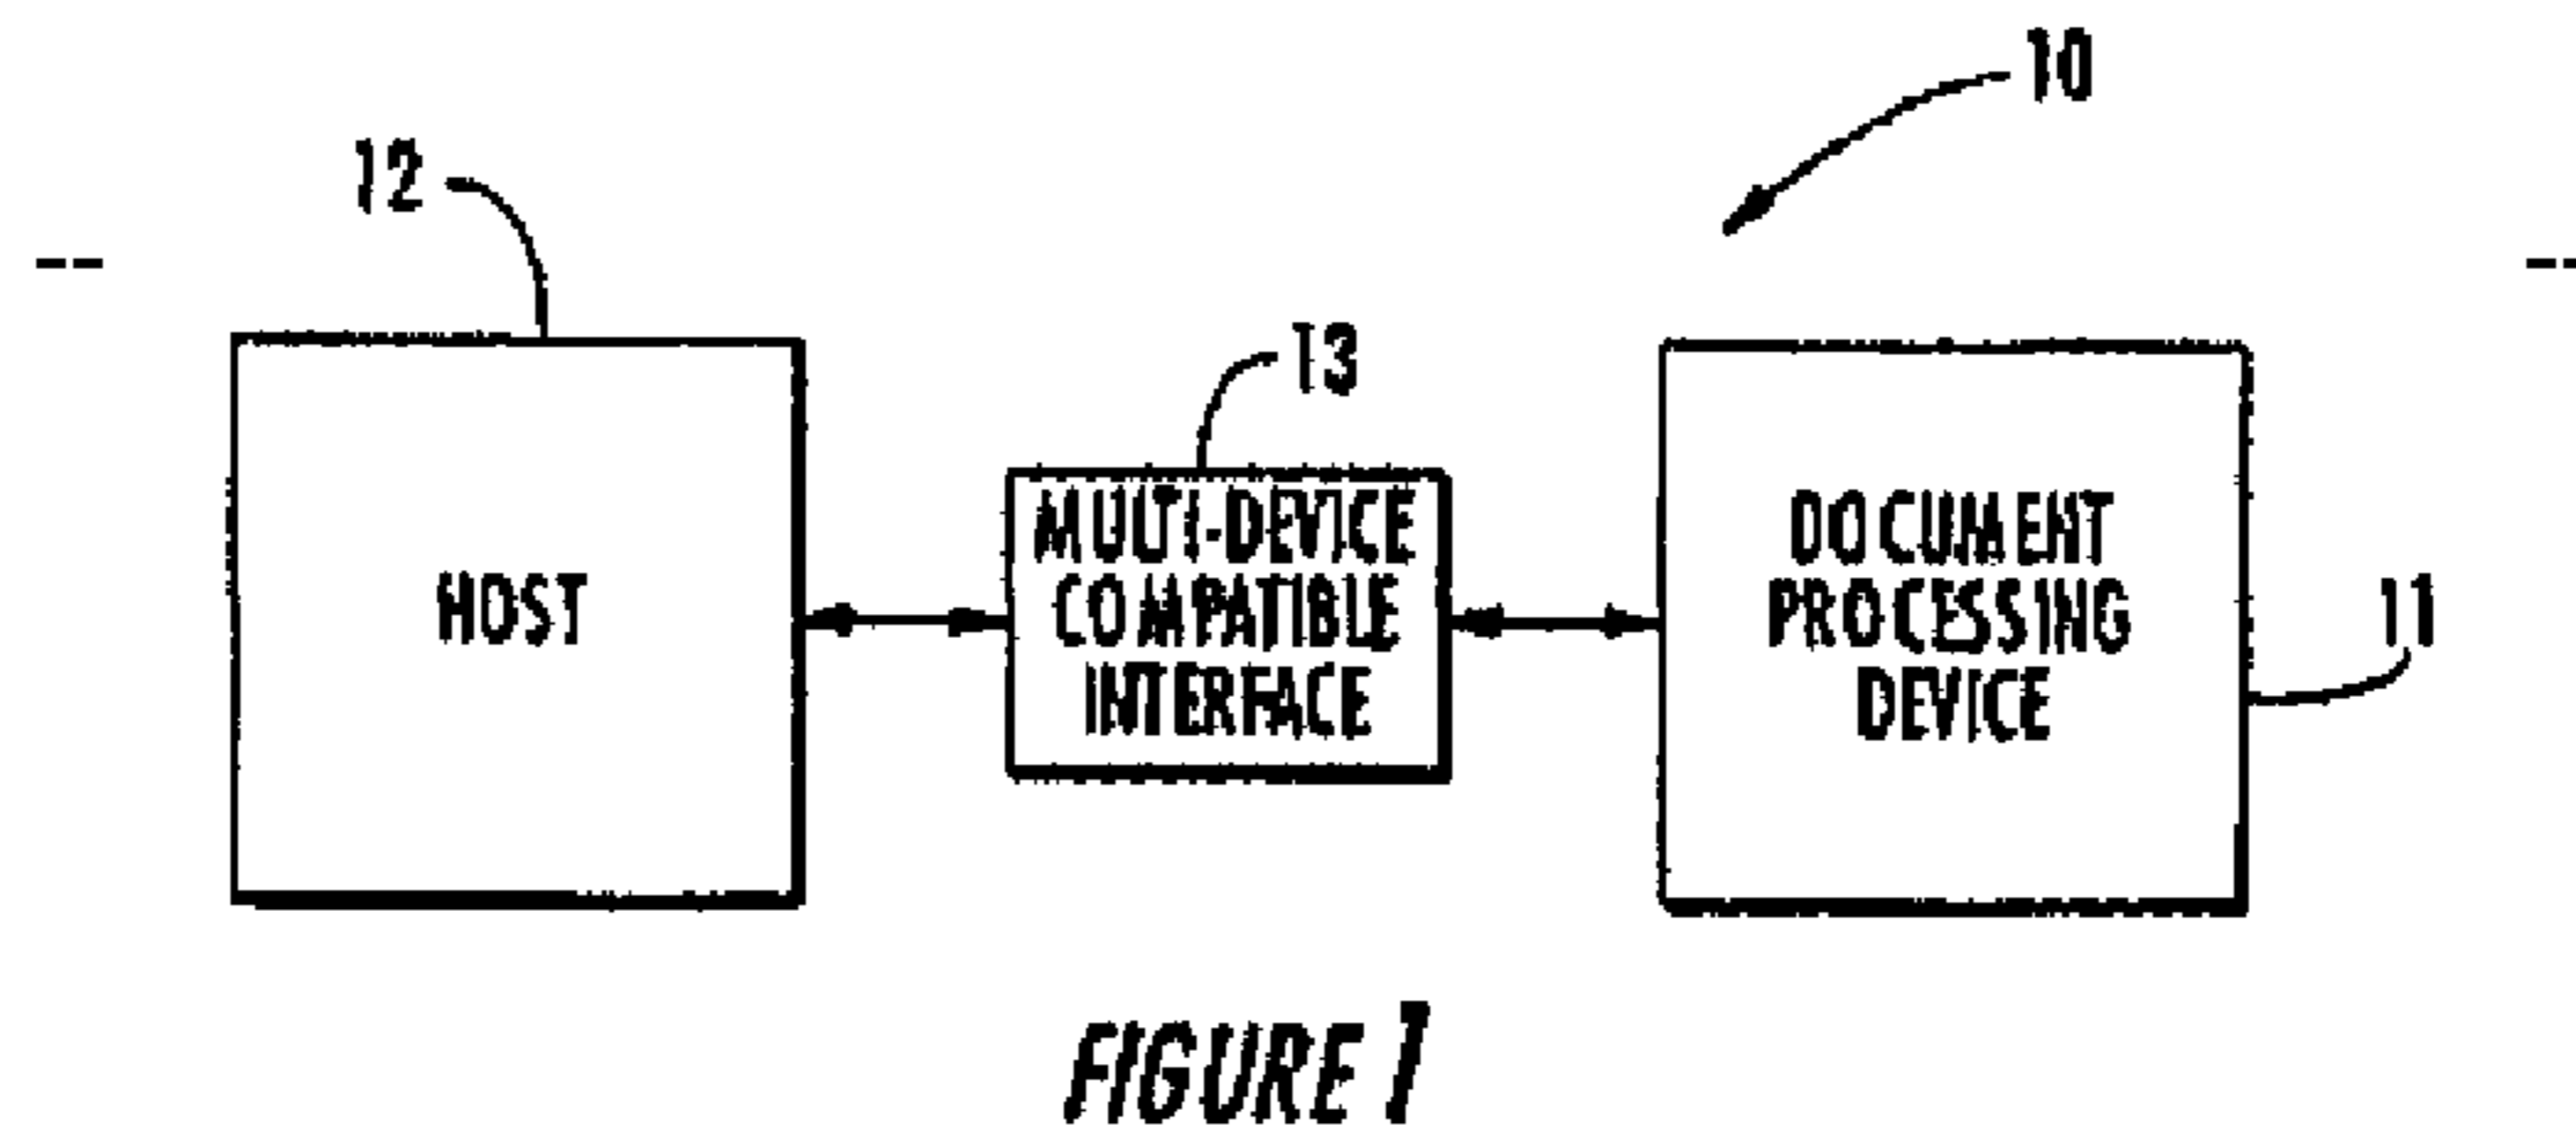 10
12
-- --
13
HOST
MULTI-DEVICE
COMPATIBLE
INTERFACE
DOCUMENT
PROCESSING
DEVICE
11
FIGURE 1